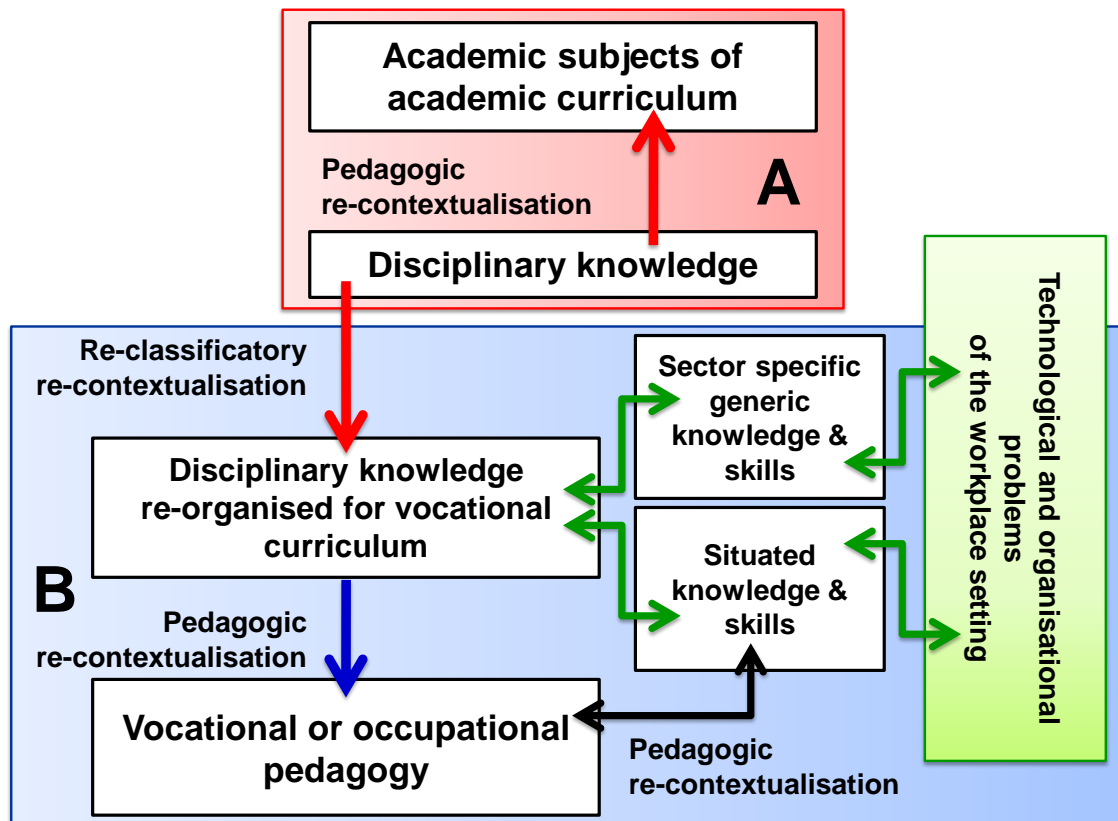 Academic subjects of
academic curriculum
Pedagogic
re-contextualisation
A
Disciplinary knowledge
Re-classificatory
re-contextualisation
Sector specific
generic
knowledge &
skills
Technological and organisational
problems
of the workplace setting
Disciplinary knowledge
re-organised for vocational
curriculum
Situated
knowledge &
skills
B
Pedagogic
re-contextualisation
Vocational or occupational
pedagogy
Pedagogic
re-contextualisation